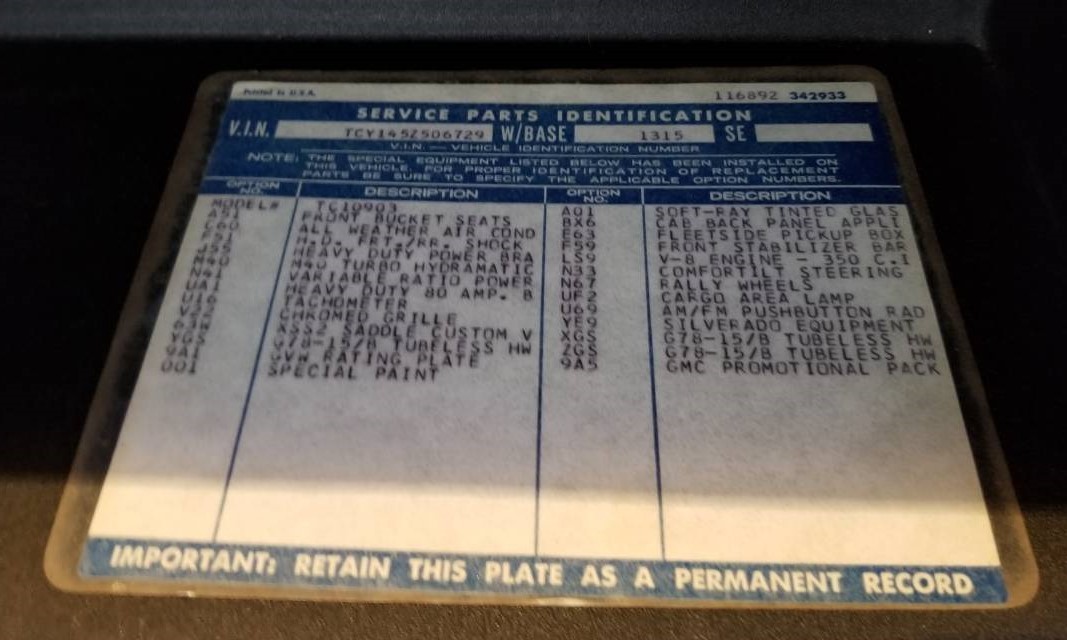 Printed in U.S.A. 116892 342933
SERVICE PARTS IDENTIFICATION
V.I.N. TCY145Z506729 W/BASE 1315 SE
V.I.N. — VEHICLE IDENTIFICATION NUMBER
NOTE: THE SPECIAL EQUIPMENT LISTED BELOW HAS BEEN INSTALLED ON
THIS VEHICLE. FOR PROPER IDENTIFICATION OF REPLACEMENT
PARTS BE SURE TO SPECIFY THE APPLICABLE OPTION NUMBERS.
OPTION NO. DESCRIPTION OPTION NO. DESCRIPTION
MODEL# TC10903
A51 FRONT BUCKET SEATS A01 SOFT-RAY TINTED GLAS
C60 ALL WEATHER AIR COND BX6 CAB BACK PANEL APPLI
H.D. FRT./RR. SHOCK E63 FLEETSIDE PICKUP BOX
HEAVY DUTY POWER BRA F59 FRONT STABILIZER BAR
M40 M40 TURBO HYDRAMATIC LS9 V-8 ENGINE - 350 C.I
N41 VARIABLE RATIO POWER N33 COMFORTILT STEERING
UA1 HEAVY DUTY 80 AMP. B N67 RALLY WHEELS
U16 TACHOMETER UF2 CARGO AREA LAMP
CHROMED GRILLE U69 AM/FM PUSHBUTTON RAD
XSS2 SADDLE CUSTOM V YE9 SILVERADO EQUIPMENT
G78-15/B TUBELESS HW XGS G78-15/B TUBELESS HW
GVW RATING PLATE ZGS G78-15/B TUBELESS HW
001 SPECIAL PAINT 9A5 GMC PROMOTIONAL PACK
IMPORTANT: RETAIN THIS PLATE AS A PERMANENT RECORD